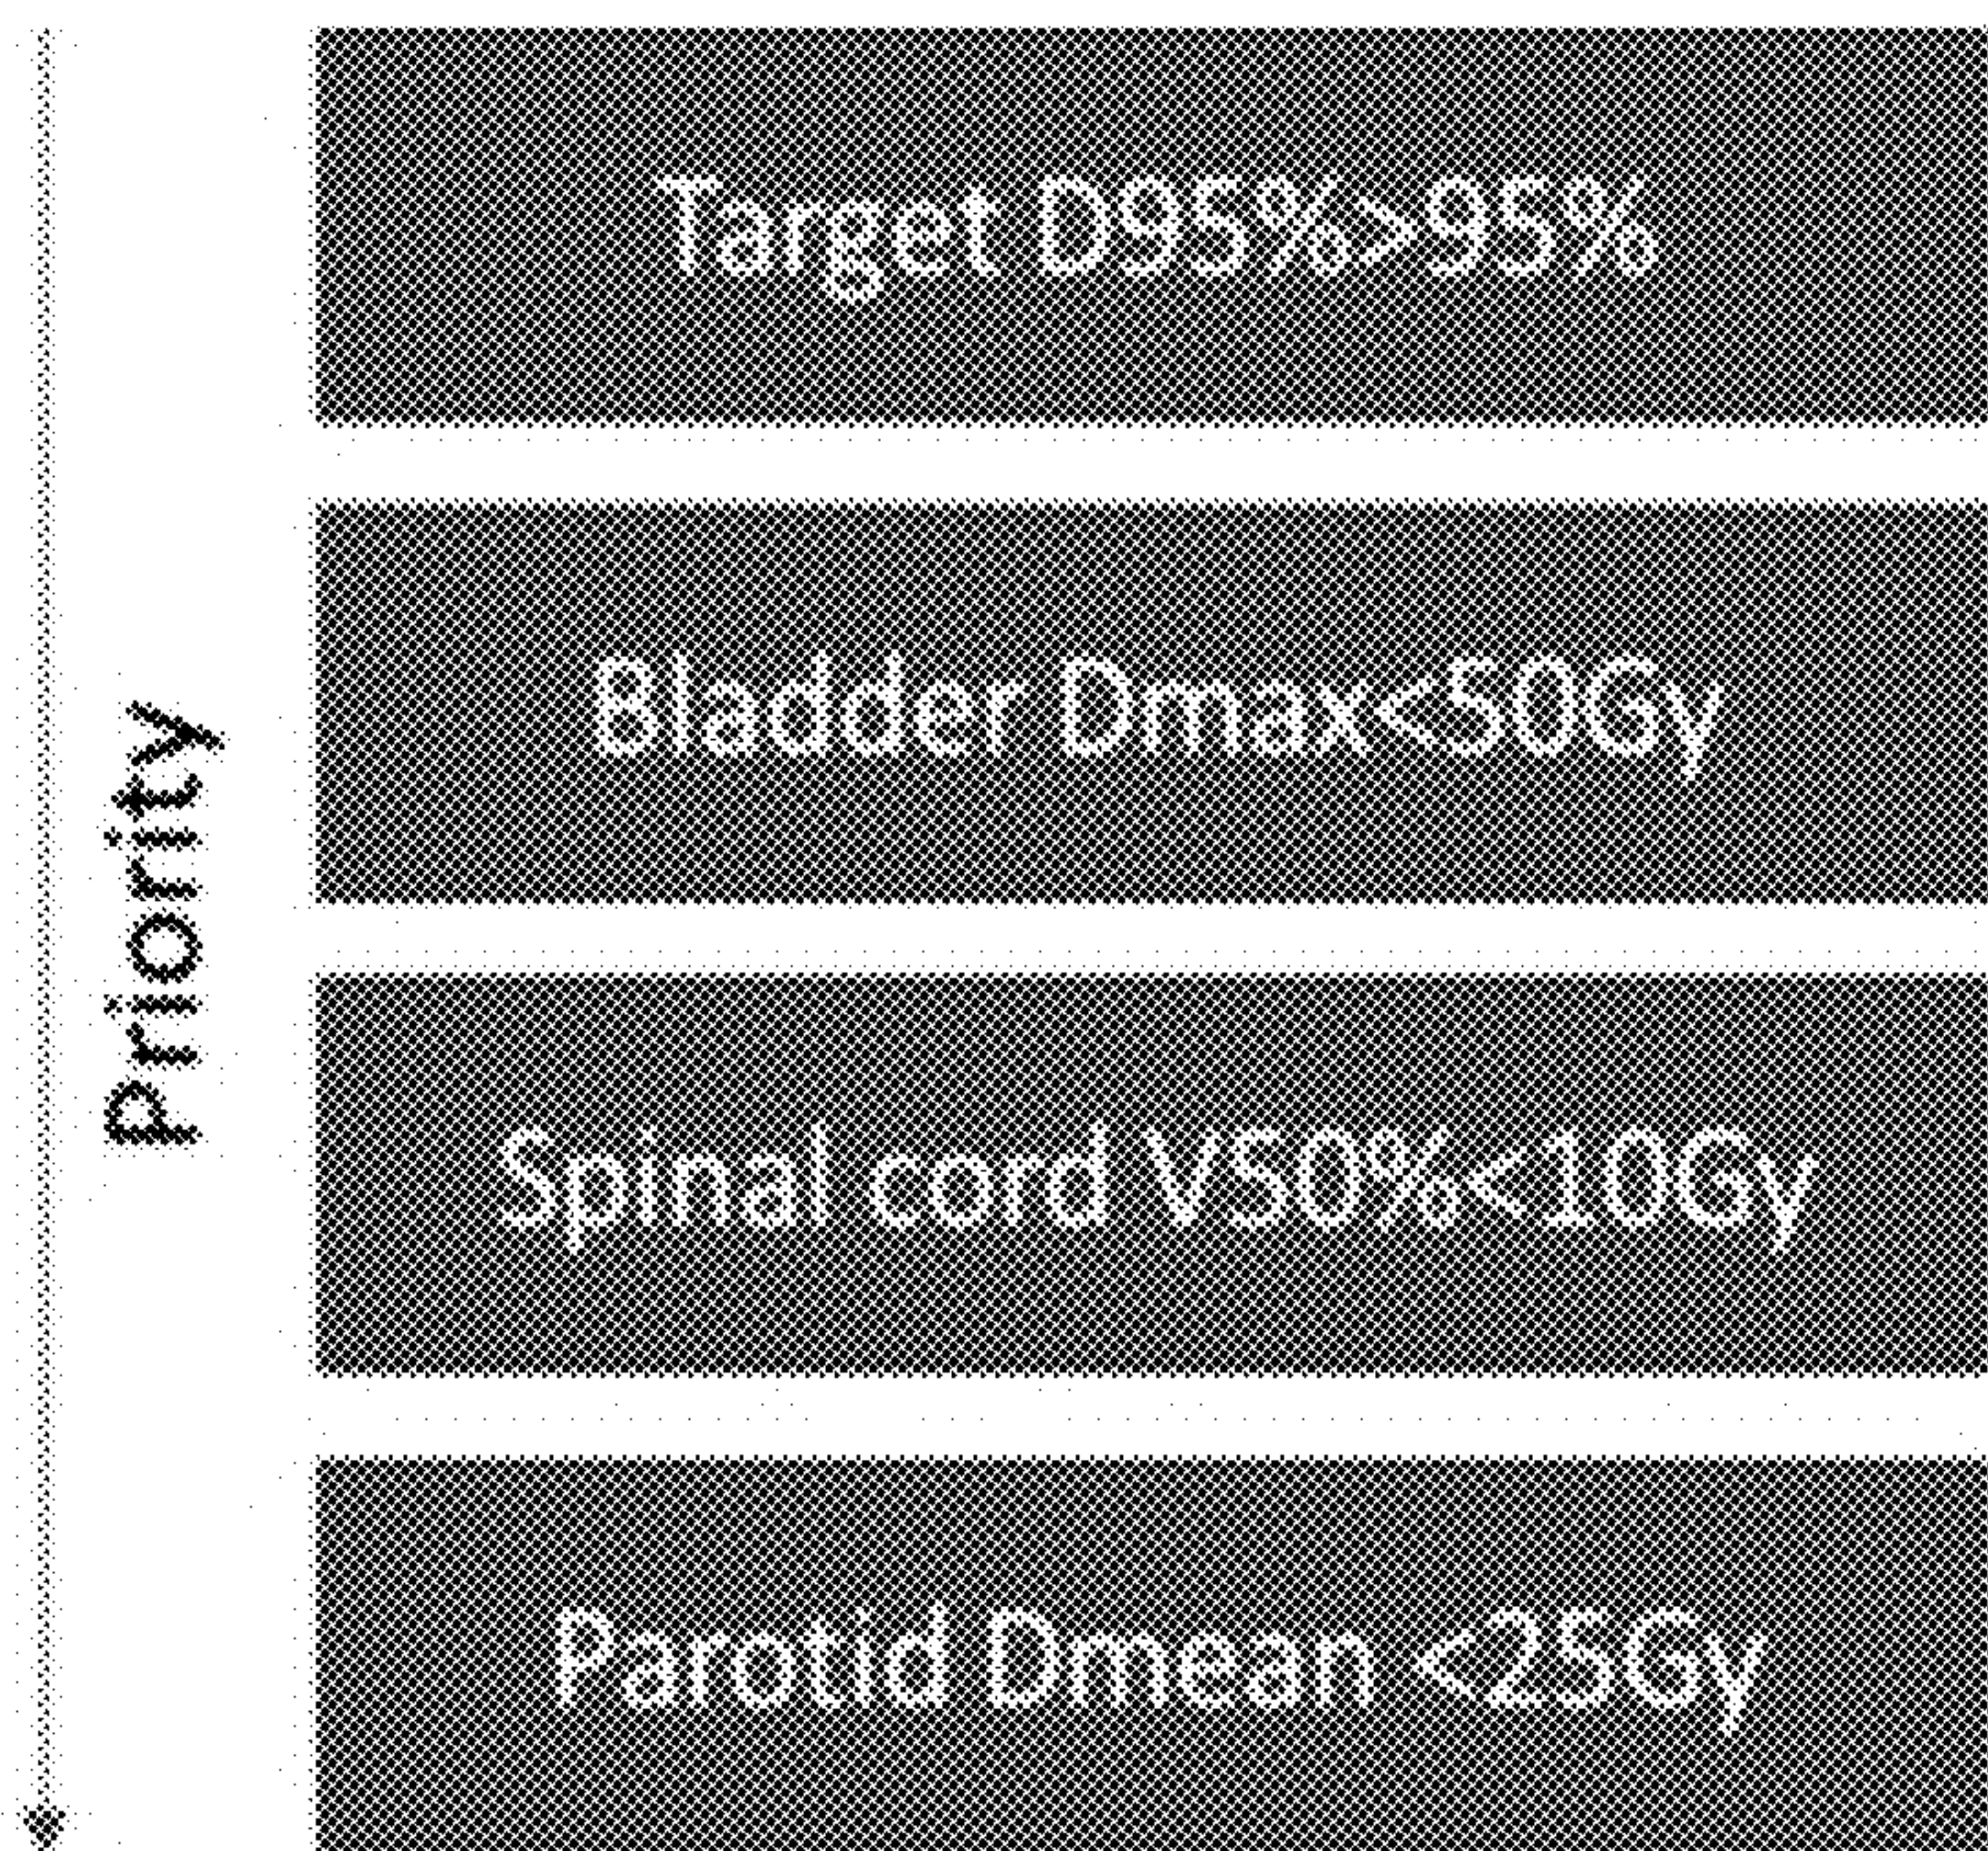 Priority
Target D95%>95%
Bladder Dmax<50Gy
Spinal cord V50%<10Gy
Parotid Dmean <25Gy